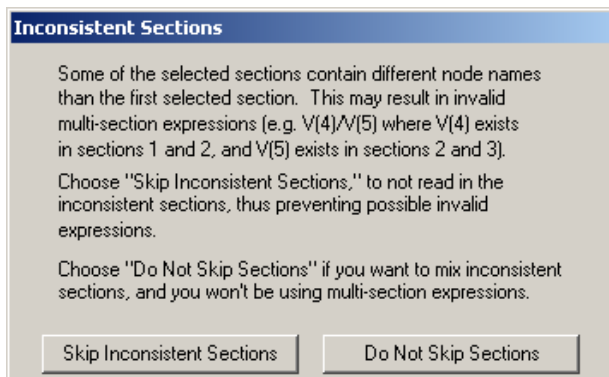 Inconsistent Sections
Some of the selected sections contain different node names
than the first selected section.  This may result in invalid
multi-section expressions (e.g. V(4)/V(5) where V(4) exists
in sections 1 and 2, and V(5) exists in sections 2 and 3).
Choose "Skip Inconsistent Sections," to not read in the
inconsistent sections, thus preventing possible invalid
expressions.
Choose "Do Not Skip Sections" if you want to mix inconsistent
sections, and you won't be using multi-section expressions.
Skip Inconsistent Sections
Do Not Skip Sections